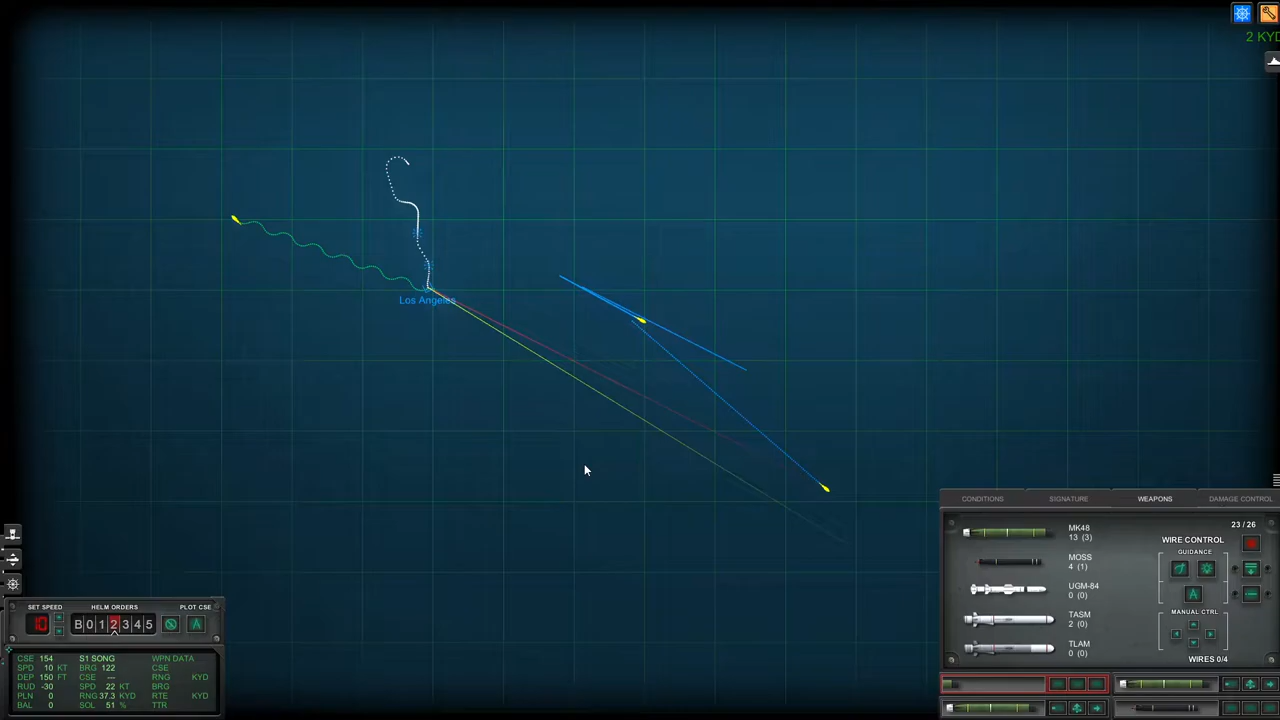 2 KYD
Los Angeles
CONDITIONS SIGNATURE WEAPONS DAMAGE CONTROL
23 / 26
MK48
13 (3)
WIRE CONTROL
GUIDANCE
MOSS
4 (1)
UGM-84
0 (0)
A
TASM
2 (0)
MANUAL CTRL
TLAM
0 (0)
WIRES 0/4
SET SPEED HELM ORDERS PLOT CSE
10 B 0 1 2 3 4 5 A
CSE 154 S1 SONG WPN DATA
SPD 10 KT BRG 122 CSE
DEP 150 FT CSE --- RNG KYD
RUD -30 SPD 22 KT BRG
PLN 0 RNG 37.3 KYD RTE KYD
BAL 0 SOL 51 % TTR